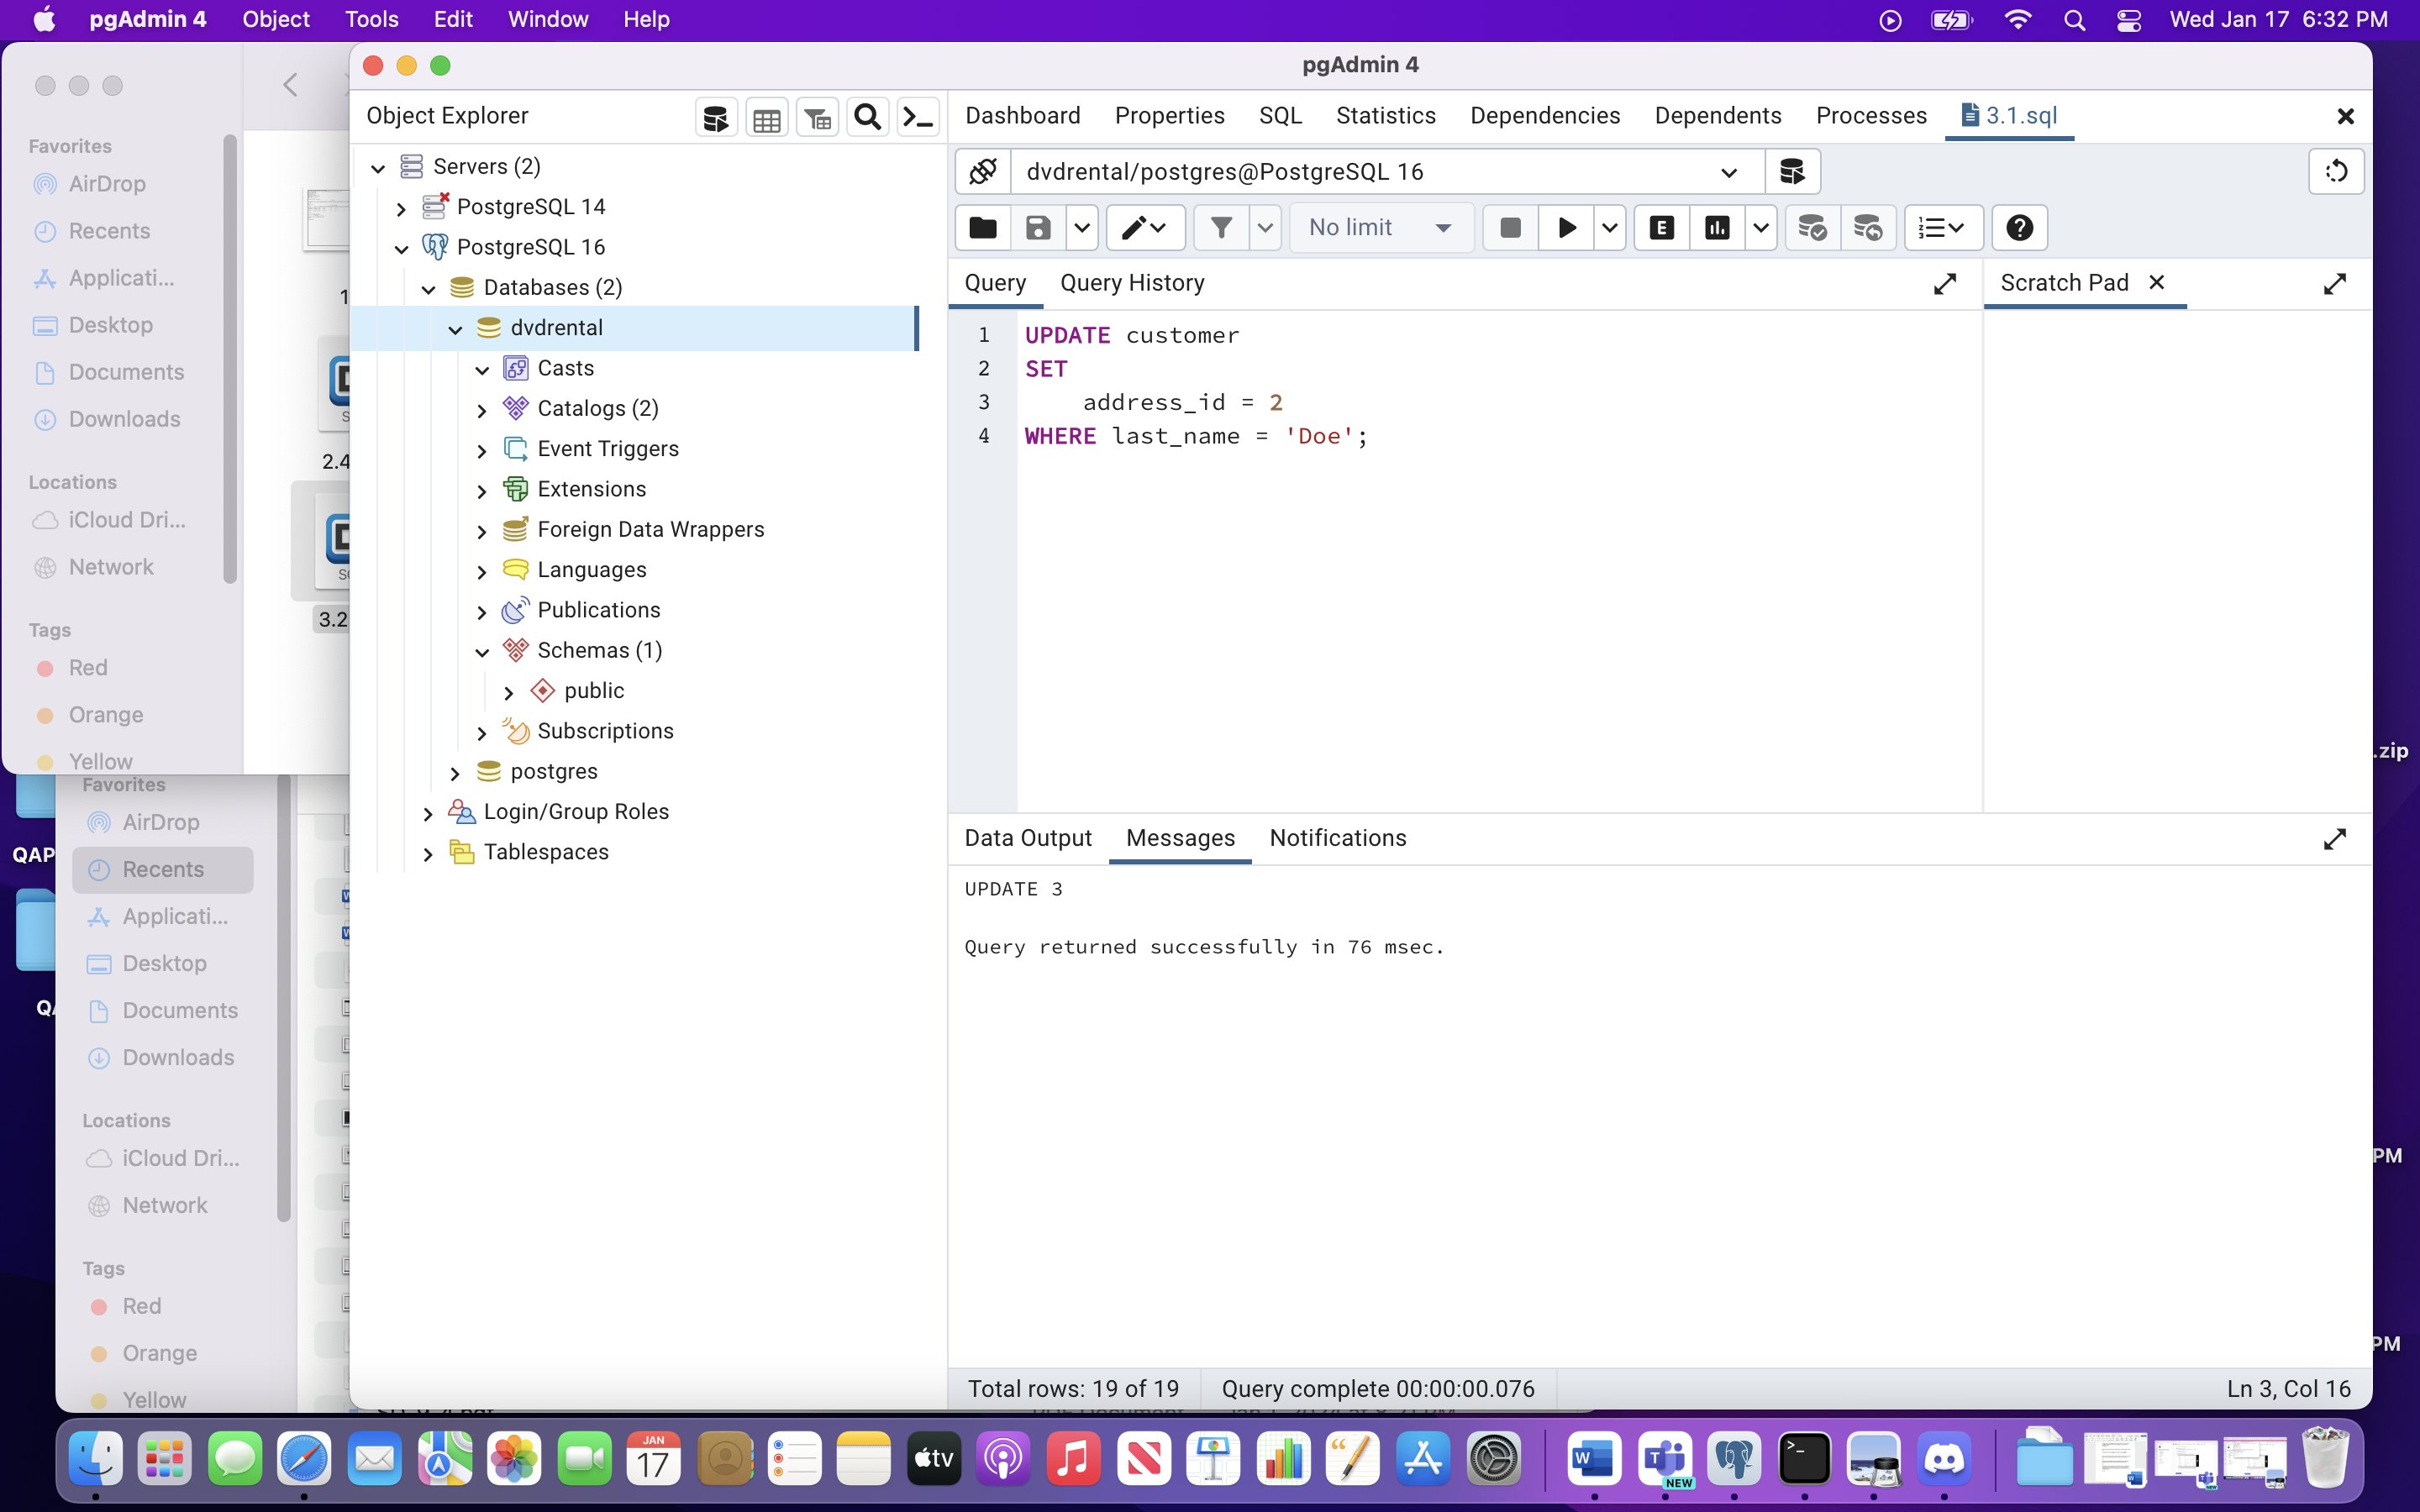 pgAdmin 4 Object Tools Edit Window Help Wed Jan 17 6:32 PM
pgAdmin 4
Favorites
AirDrop
Recents
Applicati...
Desktop
Documents
Downloads
Locations
iCloud Dri...
Network
Tags
Red
Orange
Yellow
2.4
3.2
Favorites
AirDrop
Recents
Applicati...
Desktop
Documents
Downloads
Locations
iCloud Dri...
Network
Tags
Red
Orange
Yellow
Object Explorer
Servers (2)
PostgreSQL 14
PostgreSQL 16
Databases (2)
dvdrental
Casts
Catalogs (2)
Event Triggers
Extensions
Foreign Data Wrappers
Languages
Publications
Schemas (1)
public
Subscriptions
postgres
Login/Group Roles
Tablespaces
Dashboard Properties SQL Statistics Dependencies Dependents Processes 3.1.sql
dvdrental/postgres@PostgreSQL 16
No limit E
Query Query History
Scratch Pad
1 UPDATE customer
2 SET
3 address_id = 2
4 WHERE last_name = 'Doe';
Data Output Messages Notifications
UPDATE 3
Query returned successfully in 76 msec.
Total rows: 19 of 19 Query complete 00:00:00.076 Ln 3, Col 16
QAP
.zip
PM
PM
JAN
17
tv
W
T
NEW